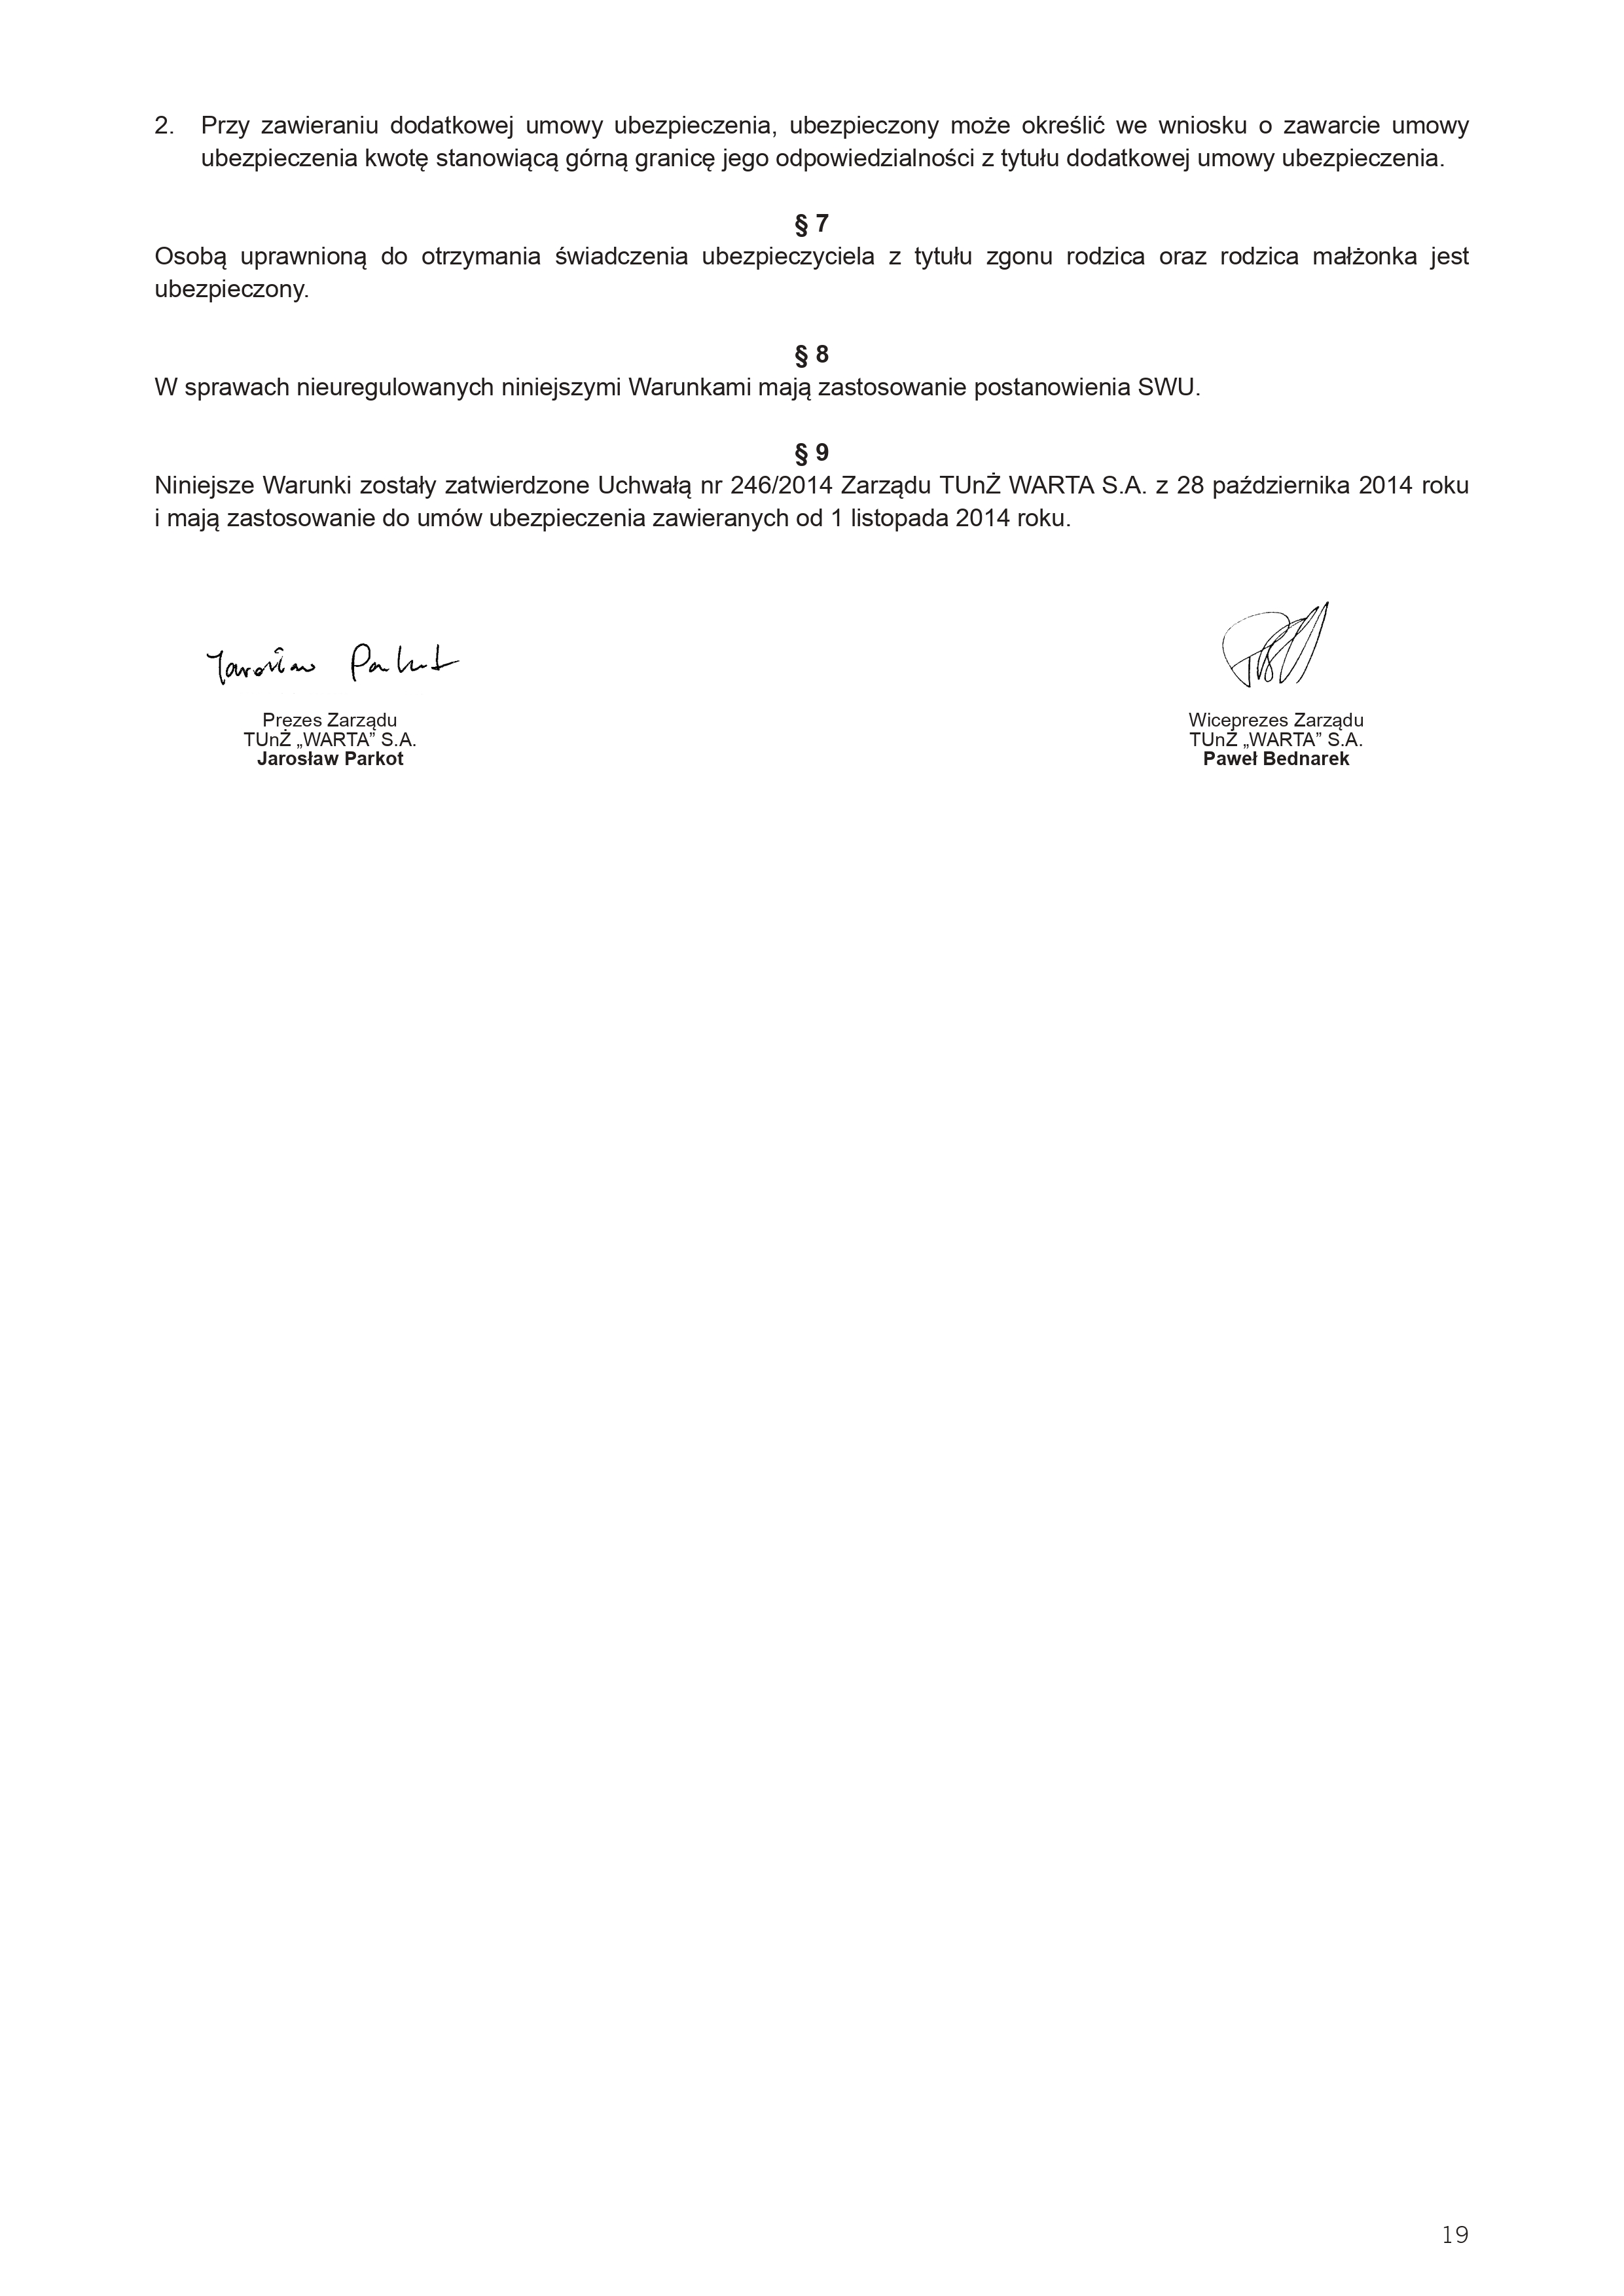 2. Przy zawieraniu dodatkowej umowy ubezpieczenia, ubezpieczony może określić we wniosku o zawarcie umowy
ubezpieczenia kwotę stanowiącą górną granicę jego odpowiedzialności z tytułu dodatkowej umowy ubezpieczenia.
§ 7
Osobą uprawnioną do otrzymania świadczenia ubezpieczyciela z tytułu zgonu rodzica oraz rodzica małżonka jest
ubezpieczony.
§ 8
W sprawach nieuregulowanych niniejszymi Warunkami mają zastosowanie postanowienia SWU.
§ 9
Niniejsze Warunki zostały zatwierdzone Uchwałą nr 246/2014 Zarządu TUnŻ WARTA S.A. z 28 października 2014 roku
i mają zastosowanie do umów ubezpieczenia zawieranych od 1 listopada 2014 roku.
Jarosław Parkot
Prezes Zarządu
TUnŻ „WARTA” S.A.
Jarosław Parkot
Wiceprezes Zarządu
TUnŻ „WARTA” S.A.
Paweł Bednarek
19